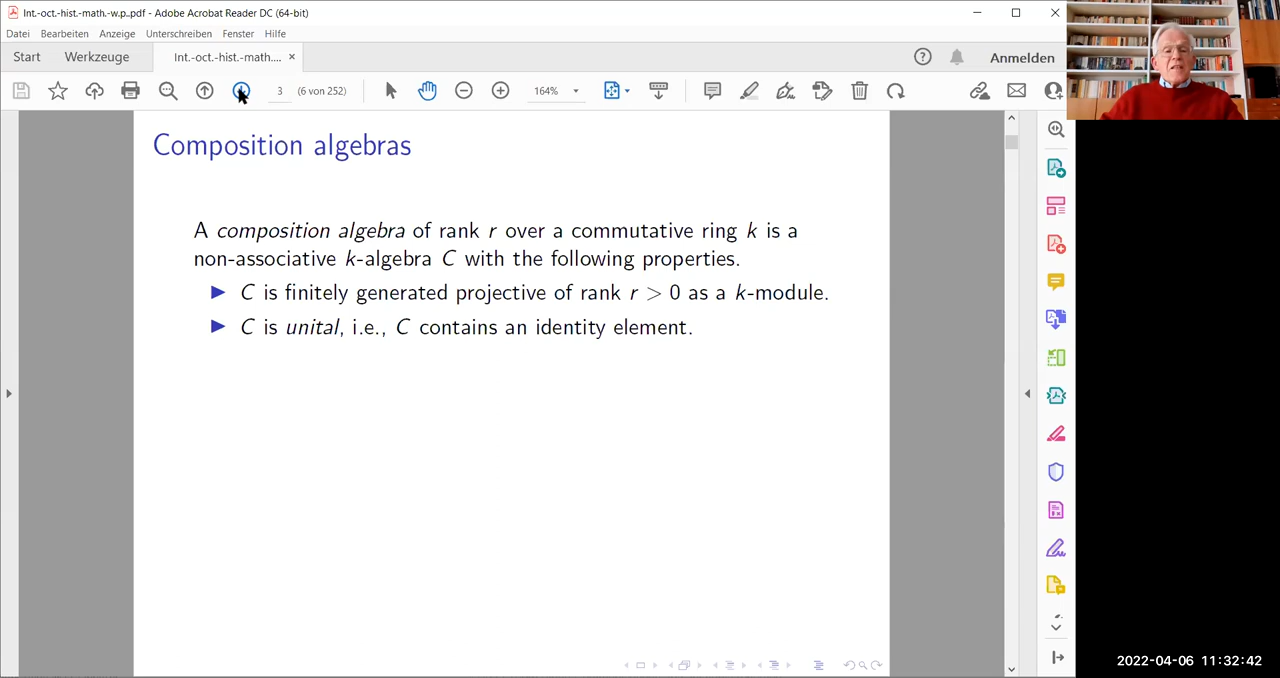 Int.-oct.-hist.-math.-w.p..pdf - Adobe Acrobat Reader DC (64-bit)
Datei Bearbeiten Anzeige Unterschreiben Fenster Hilfe
Start Werkzeuge Int.-oct.-hist.-math.... × Anmelden
3 (6 von 252) 164%
Composition algebras
A composition algebra of rank r over a commutative ring k is a
non-associative k-algebra C with the following properties.
▶ C is finitely generated projective of rank r > 0 as a k-module.
▶ C is unital, i.e., C contains an identity element.
2022-04-06 11:32:42